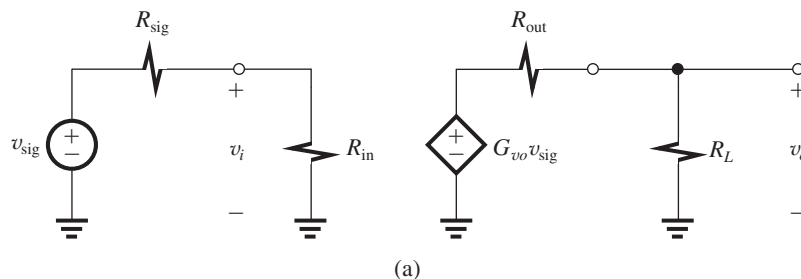 R_sig
R_out
+
+
v_sig
+
−
v_i
R_in
+
−
G_vo v_sig
R_L
−
−
(a)